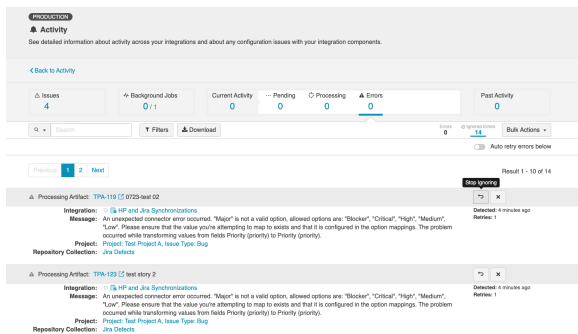 PRODUCTION
Activity
See detailed information about activity across your integrations and about any configuration issues with your integration components.
Back to Activity
Issues
4
Background Jobs
0 / 1
Current Activity
0
Pending
0
Processing
0
Errors
0
Past Activity
0
Search
Filters
Download
Errors
0
Ignored Errors
14
Bulk Actions
Auto retry errors below
Previous 1 2 Next
Result 1 - 10 of 14
Stop Ignoring
Processing Artifact: TPA-119 0723-test 02
Integration: HP and Jira Synchronizations
Message: An unexpected connector error occurred. "Major" is not a valid option, allowed options are: "Blocker", "Critical", "High", "Medium",
"Low". Please ensure that the value you're attempting to map to exists and that it is configured in the option mappings. The problem
occurred while transforming values from fields Priority (priority) to Priority (priority).
Project: Project: Test Project A, Issue Type: Bug
Repository Collection: Jira Defects
Detected: 4 minutes ago
Retries: 1
Processing Artifact: TPA-123 test story 2
Integration: HP and Jira Synchronizations
Message: An unexpected connector error occurred. "Major" is not a valid option, allowed options are: "Blocker", "Critical", "High", "Medium",
"Low". Please ensure that the value you're attempting to map to exists and that it is configured in the option mappings. The problem
occurred while transforming values from fields Priority (priority) to Priority (priority).
Project: Project: Test Project A, Issue Type: Bug
Repository Collection: Jira Defects
Detected: 4 minutes ago
Retries: 1